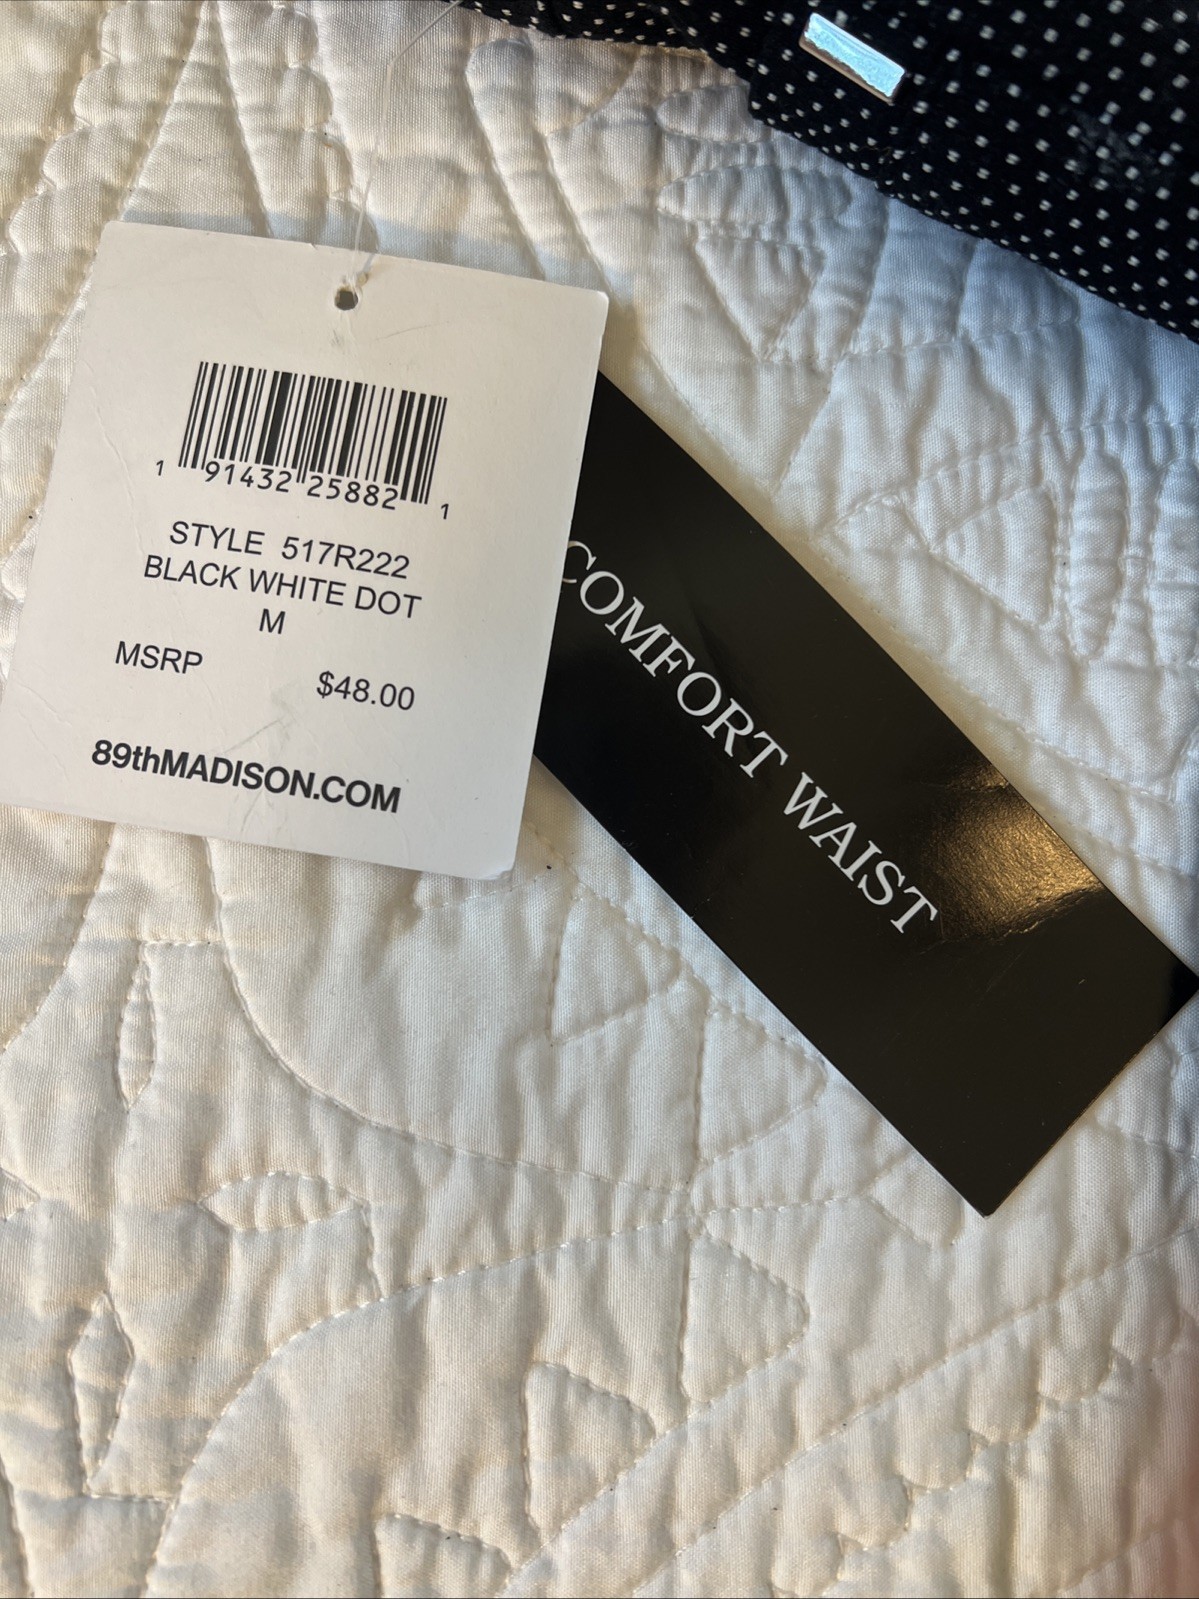 1 91432 25882 1
STYLE 517R222
BLACK WHITE DOT
M
MSRP $48.00
89thMADISON.COM
COMFORT WAIST